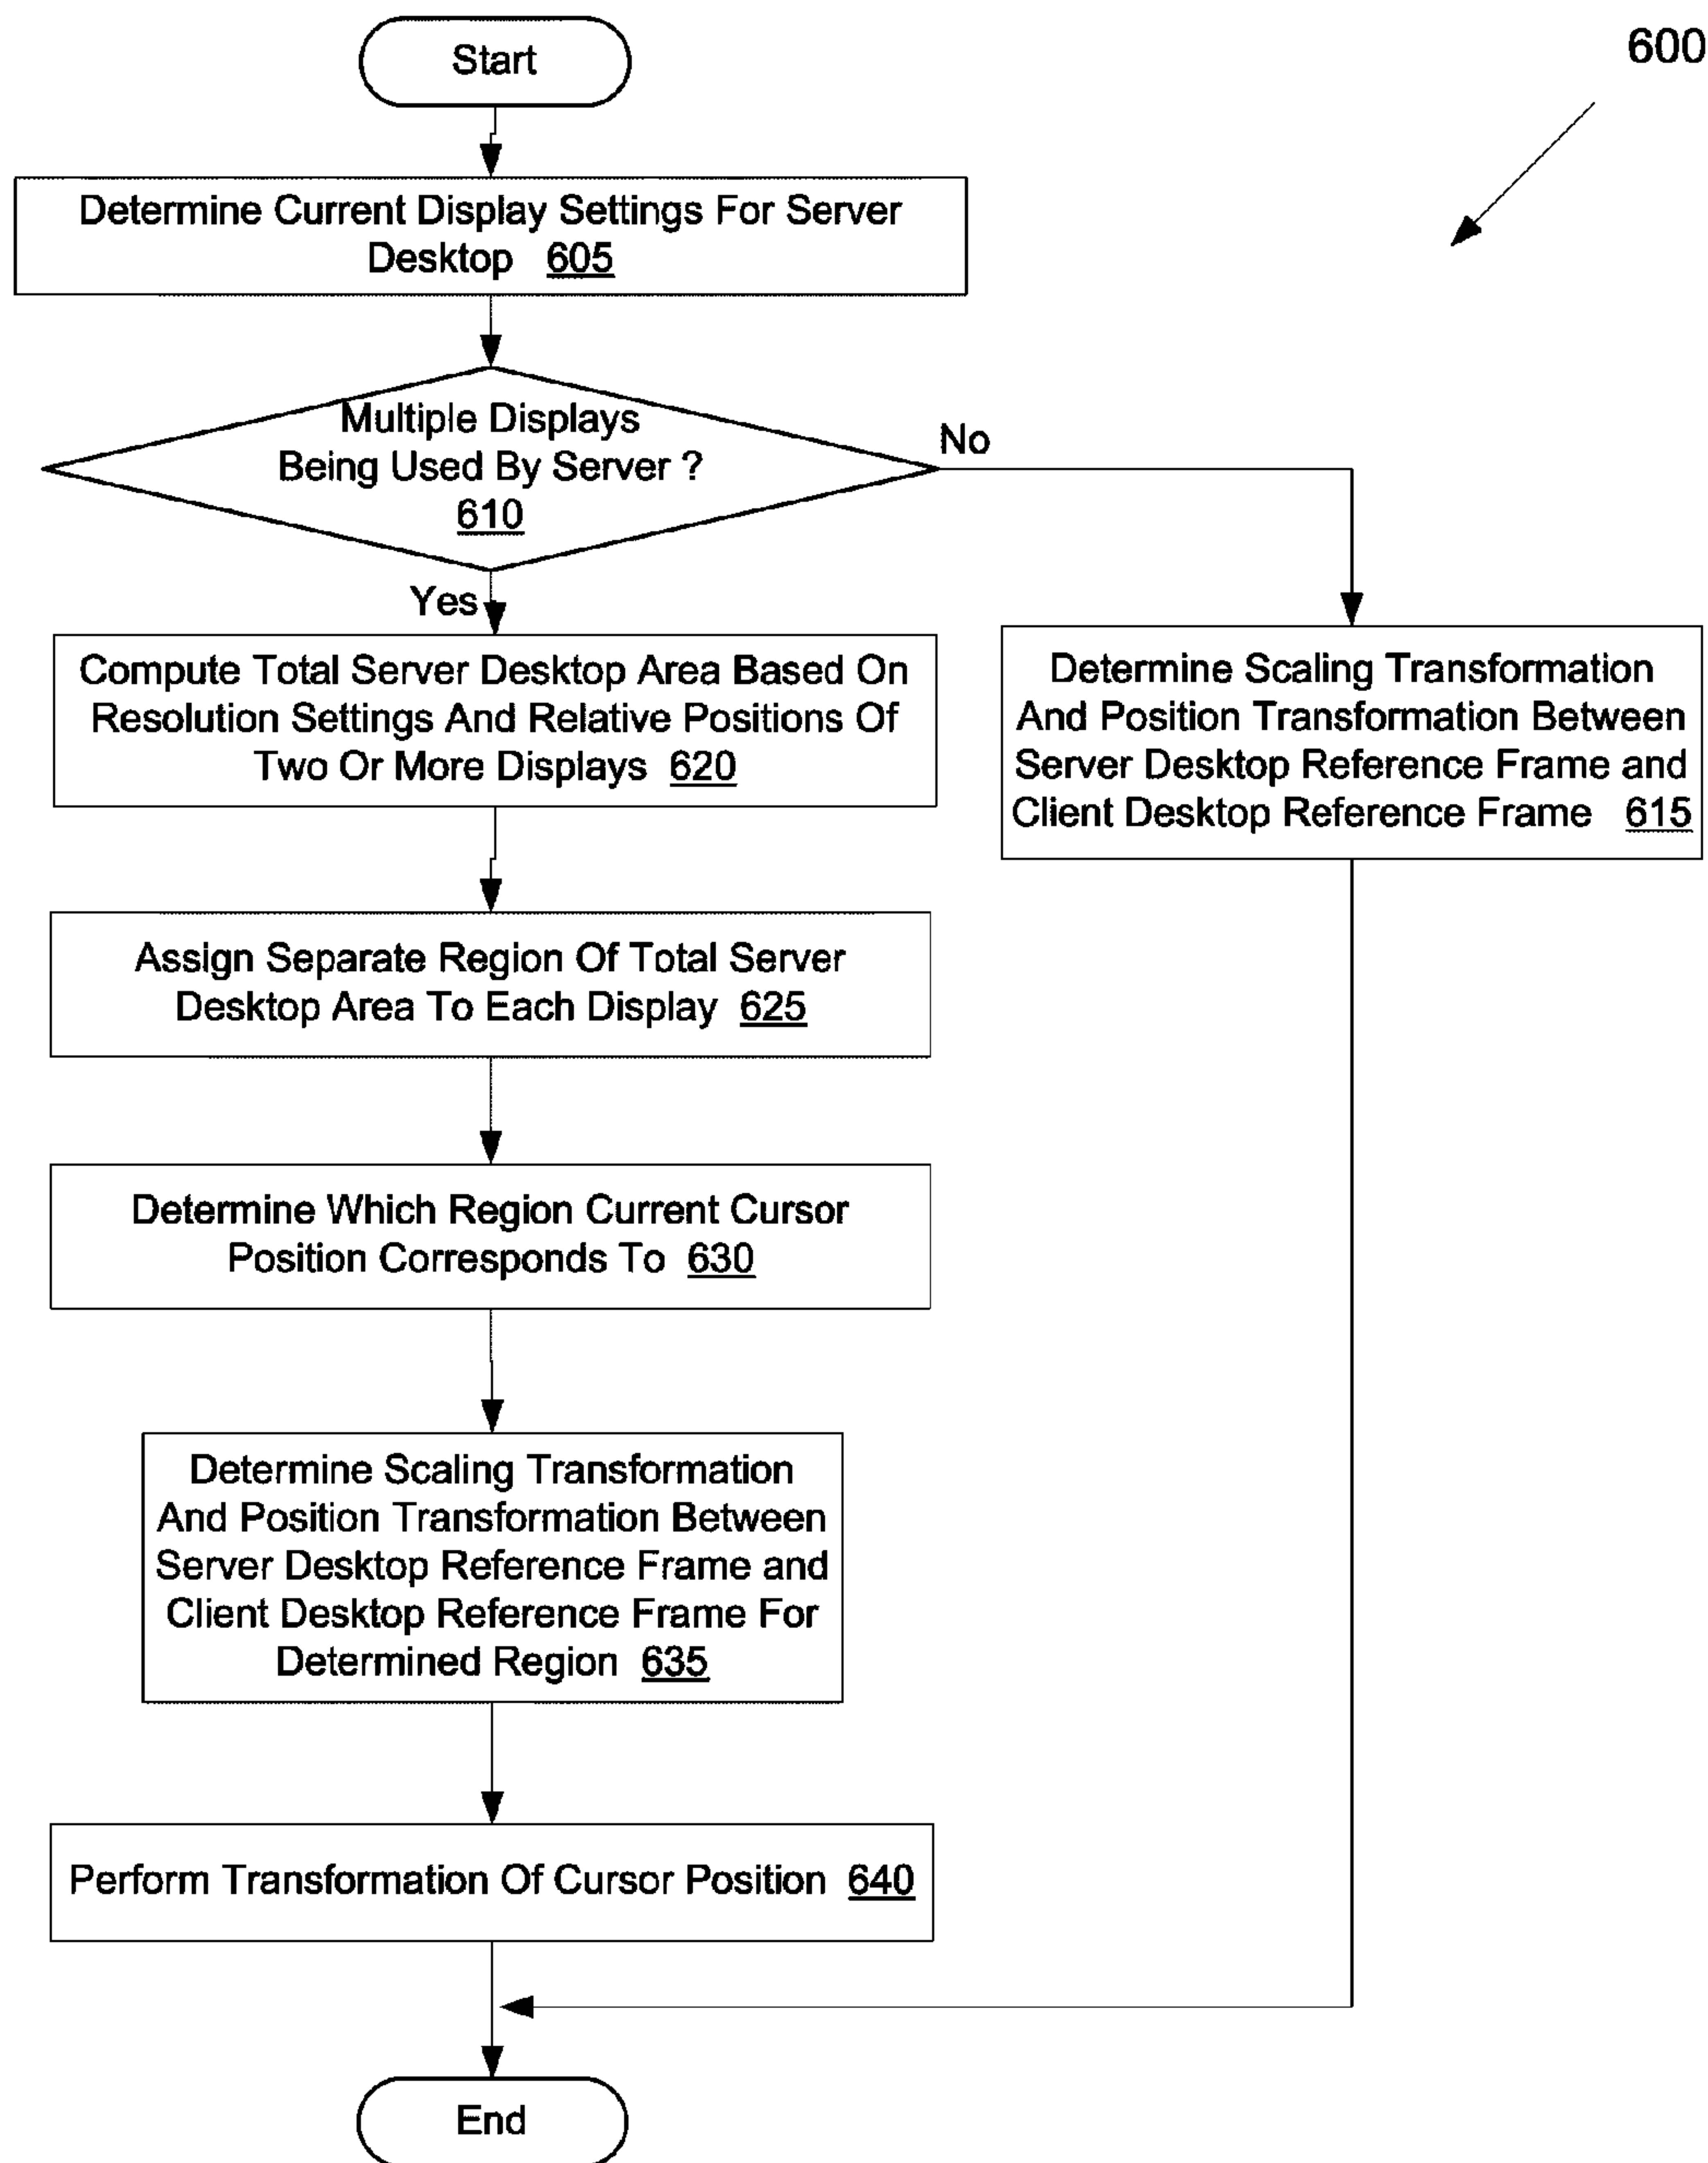 600
Start
Determine Current Display Settings For Server
Desktop 605
Multiple Displays
Being Used By Server ?
610
No
Yes
Compute Total Server Desktop Area Based On
Resolution Settings And Relative Positions Of
Two Or More Displays 620
Determine Scaling Transformation
And Position Transformation Between
Server Desktop Reference Frame and
Client Desktop Reference Frame 615
Assign Separate Region Of Total Server
Desktop Area To Each Display 625
Determine Which Region Current Cursor
Position Corresponds To 630
Determine Scaling Transformation
And Position Transformation Between
Server Desktop Reference Frame and
Client Desktop Reference Frame For
Determined Region 635
Perform Transformation Of Cursor Position 640
End